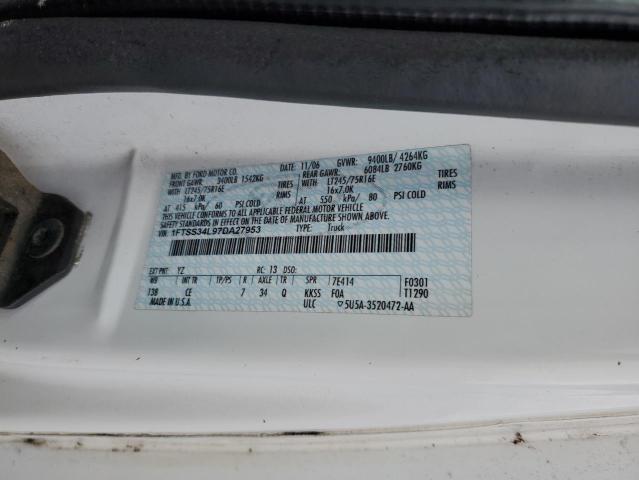 MFG. BY FORD MOTOR CO.
DATE: 11/06 GVWR: 9400LB/ 4264KG
FRONT GAWR: 3400LB 1542KG
REAR GAWR: 6084LB 2760KG
WITH LT245/75R16E TIRES
WITH LT245/75R16E TIRES
16x7.0K RIMS
16x7.0K RIMS
AT 415 kPa/ 60 PSI COLD
AT 550 kPa/ 80 PSI COLD
THIS VEHICLE CONFORMS TO ALL APPLICABLE FEDERAL MOTOR VEHICLE
SAFETY STANDARDS IN EFFECT ON THE DATE OF MANUFACTURE SHOWN ABOVE.
VIN: 1FTSS34L97DA27953 TYPE: Truck
EXT PNT: YZ RC: 13 DSO:
WB INT TR TP/PS R AXLE TR SPR 7E414 F0301
138 CE 7 34 Q KKSS F0A T1290
MADE IN U.S.A. ULC 5U5A-3520472-AA